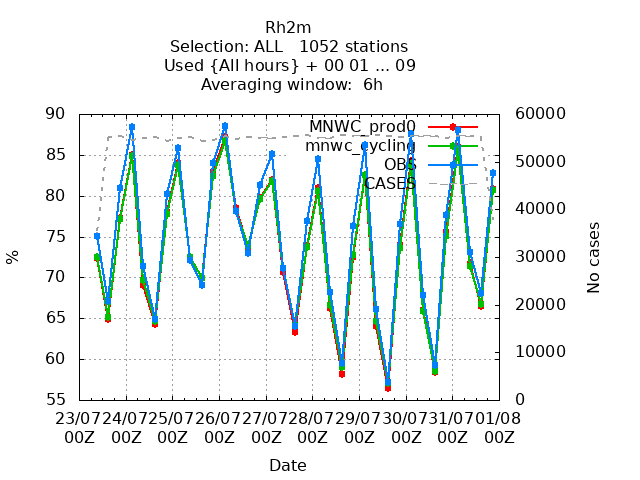 Rh2m
Selection: ALL   1052 stations
Used {All hours} + 00 01 ... 09
Averaging window:  6h
90
85
80
75
70
65
60
55
%
60000
50000
40000
30000
20000
10000
0
No cases
MNWC_prod0
mnwc_cycling
OBS
CASES
23/07 24/07 25/07 26/07 27/07 28/07 29/07 30/07 31/07 01/08
00Z 00Z 00Z 00Z 00Z 00Z 00Z 00Z 00Z 00Z
Date